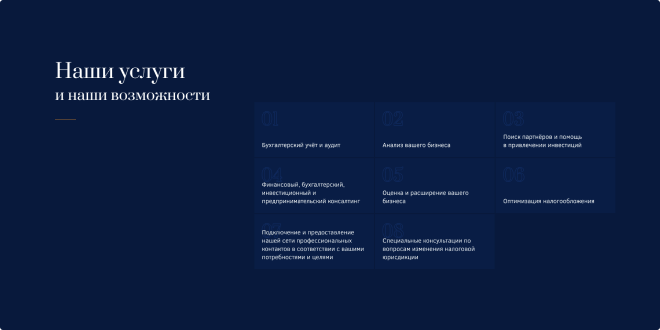 Наши услуги
и наши возможности
01
02
03
Бухгалтерский учёт и аудит
Анализ вашего бизнеса
Поиск партнёров и помощь
в привлечении инвестиций
04
05
06
Финансовый, бухгалтерский,
инвестиционный и
предпринимательский консалтинг
Оценка и расширение вашего
бизнеса
Оптимизация налогообложения
Подключение и предоставление
нашей сети профессиональных
контактов в соответствии с вашими
потребностями и целями
Специальные консультации по
вопросам изменения налоговой
юрисдикции